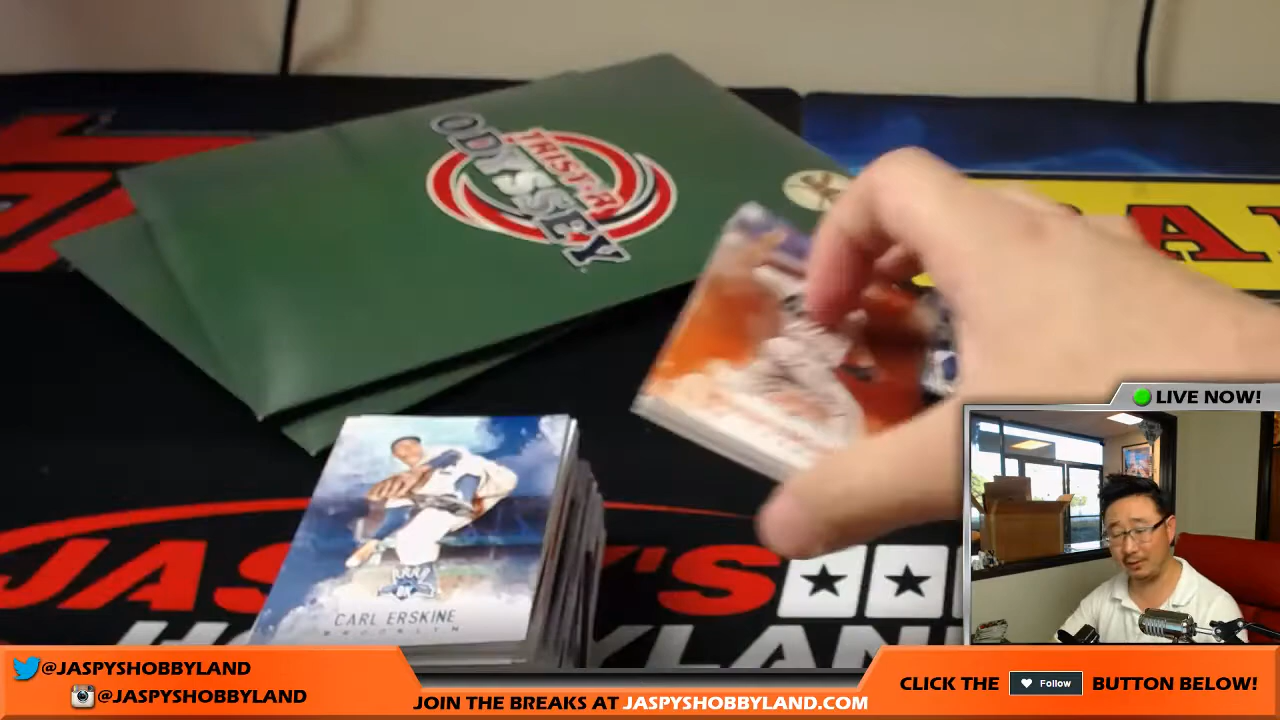 TRISTAR
ODYSSEY
CARL ERSKINE
BROOKLYN
LIVE NOW!
@JASPYSHOBBYLAND
@JASPYSHOBBYLAND
JOIN THE BREAKS AT JASPYSHOBBYLAND.COM
CLICK THE Follow BUTTON BELOW!